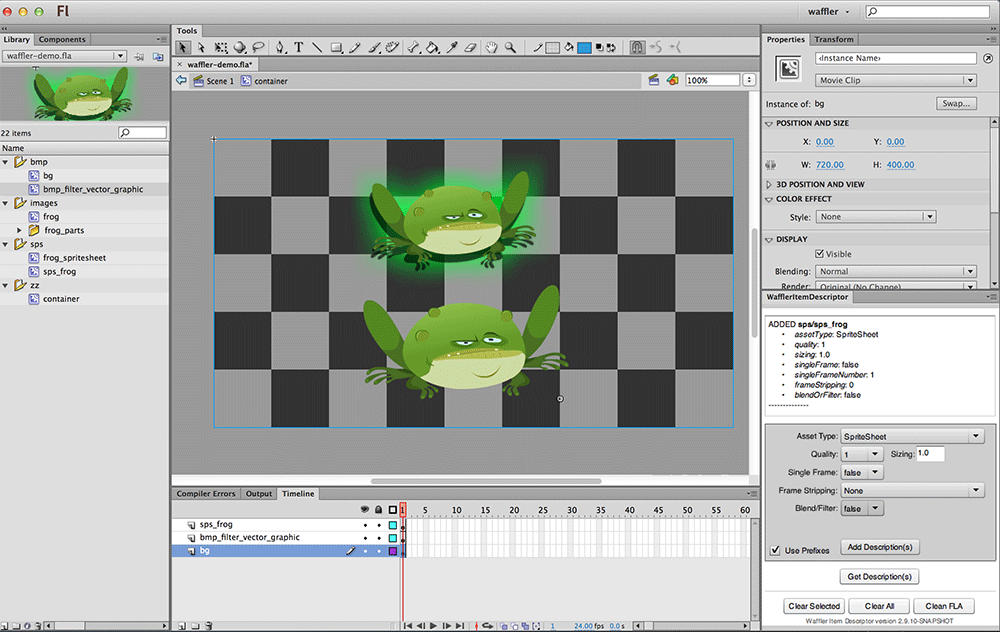 Fl
waffler
Library
Components
waffler-demo.fla
22 items
Name
bmp
bg
bmp_filter_vector_graphic
images
frog
frog_parts
sps
frog_spritesheet
sps_frog
zz
container
Tools
waffler-demo.fla*
Scene 1
container
100%
Compiler Errors
Output
Timeline
1 5 10 15 20 25 30 35 40 45 50 55 60
sps_frog
bmp_filter_vector_graphic
bg
1 24.00 fps 0.0 s
Properties
Transform
<Instance Name>
Movie Clip
Instance of: bg
Swap...
POSITION AND SIZE
X: 0.00 Y: 0.00
W: 720.00 H: 400.00
3D POSITION AND VIEW
COLOR EFFECT
Style: None
DISPLAY
Visible
Blending: Normal
Render: Original (No Change)
WafflerItemDescriptor
ADDED sps/sps_frog
• assetType: SpriteSheet
• quality: 1
• sizing: 1.0
• singleFrame: false
• singleFrameNumber: 1
• frameStripping: 0
• blendOrFilter: false
--------------
Asset Type: SpriteSheet
Quality: 1 Sizing: 1.0
Single Frame: false
Frame Stripping: None
Blend/Filter: false
Use Prefixes
Add Description(s)
Get Description(s)
Clear Selected
Clear All
Clean FLA
Waffler Item Descriptor version 2.9.10-SNAPSHOT